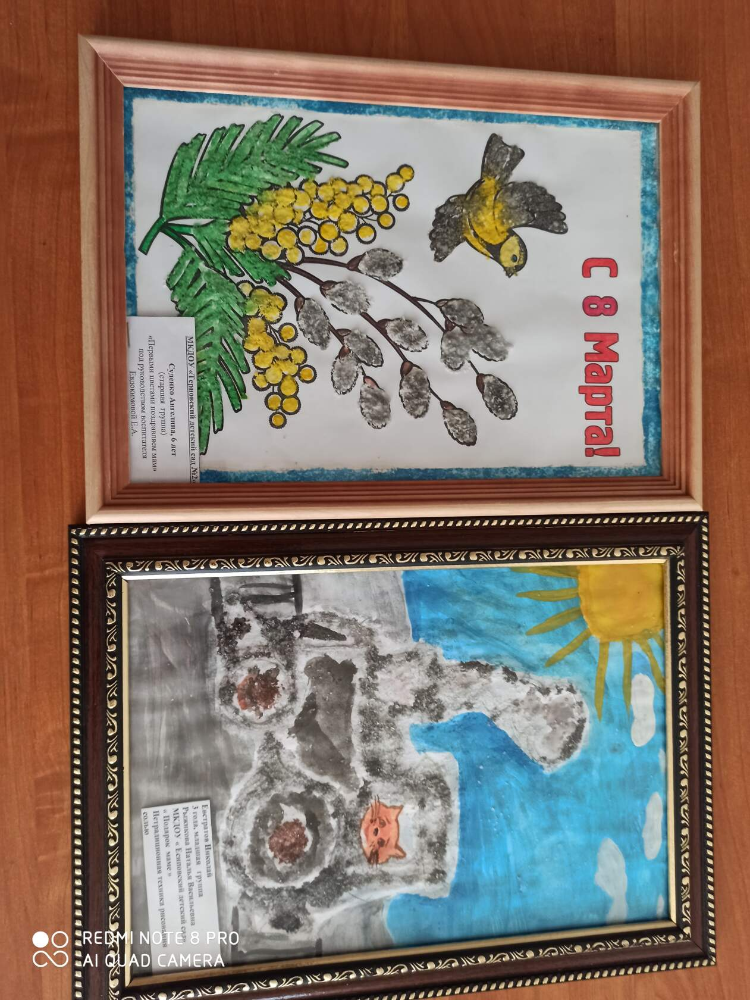 С 8 Марта!
МКДОУ «Терновский детский сад №2»
Суленко Ангелина, 6 лет
(старшая группа)
«Первыми цветами поздравляем мам»
под руководством воспитателя
Евдокимовой Е.А.
Евстратов Николай
3 года, младшая группа
Рыжикова Наталья Васильевна
МКДОУ « Есиповский детский сад»
« Подарок маме »
Нетрадиционная техника рисования
солью
REDMI NOTE 8 PRO
AI QUAD CAMERA